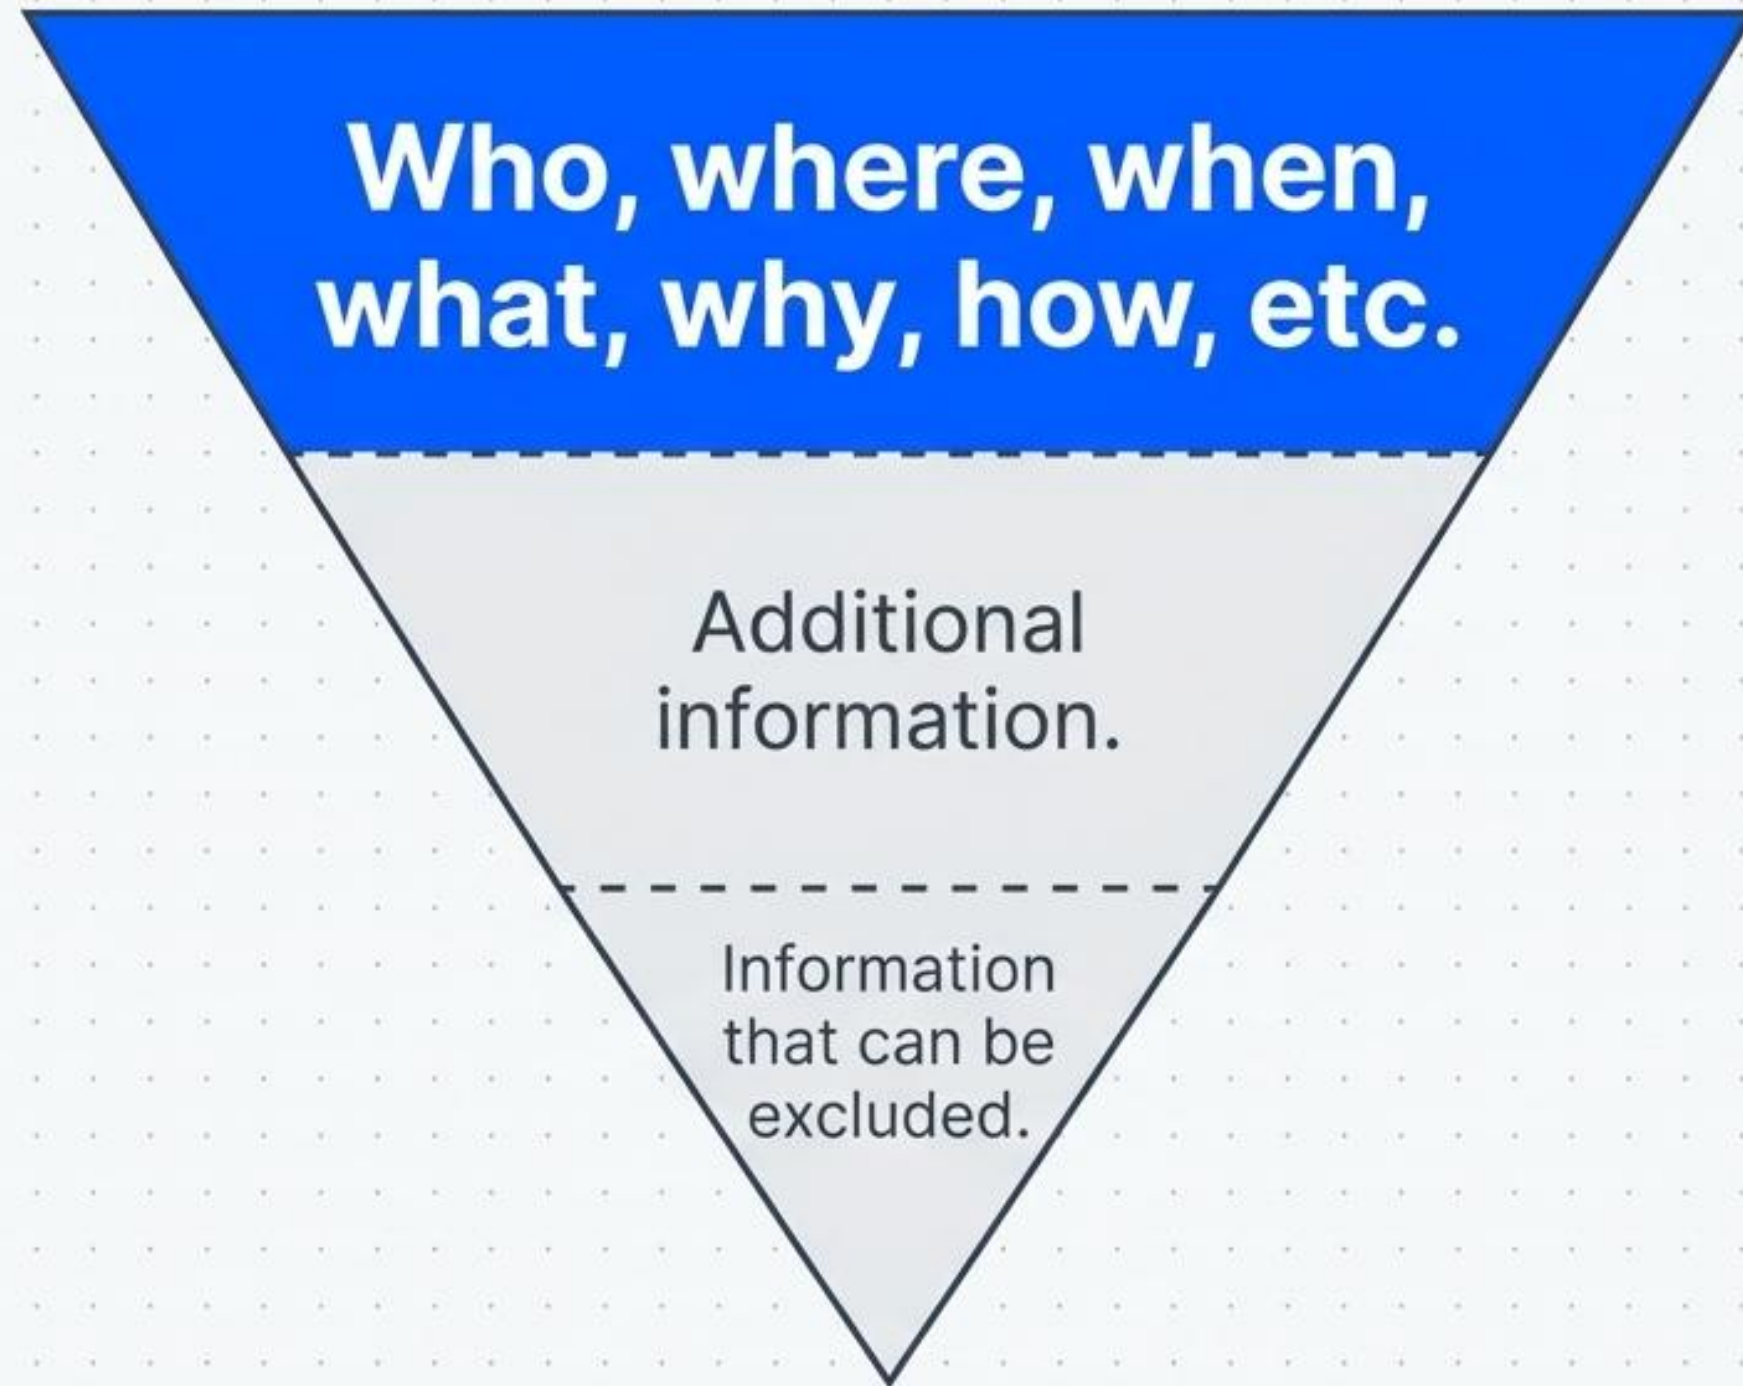 Who, where, when,
what, why, how, etc.
Additional
information.
Information
that can be
excluded.